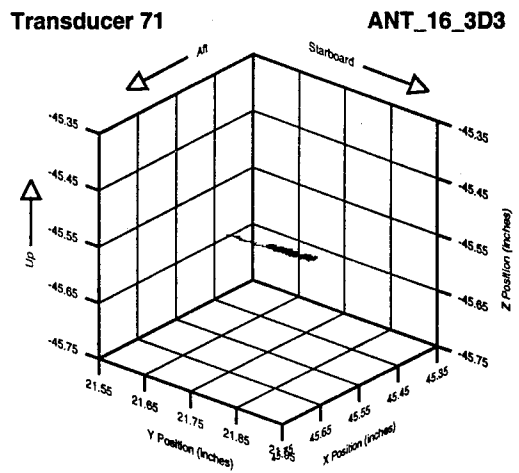 Transducer 71
ANT_16_3D3
Aft
Starboard
-45.35
-45.45
-45.55
-45.65
-45.75
Up
-45.35
-45.45
-45.55
-45.65
-45.75
Z Position (inches)
21.55
21.65
21.75
21.85
Y Position (inches)
45.65
45.55
45.45
45.35
X Position (inches)